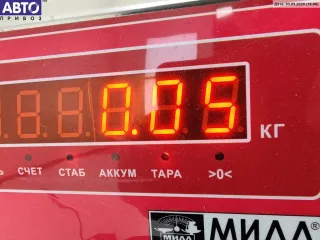 АВТО
ПРИВОЗ
0.05
КГ
СЧЕТ СТАБ АККУМ ТАРА >0<
МИДЛ